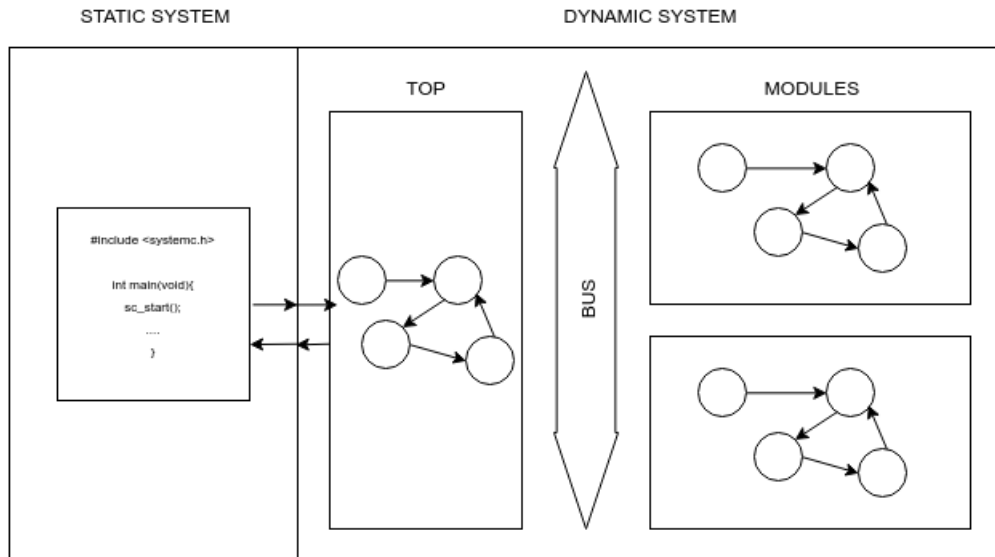 STATIC SYSTEM
DYNAMIC SYSTEM
TOP
MODULES
#include <systemc.h>
int main(void){
sc_start();
....
}
BUS